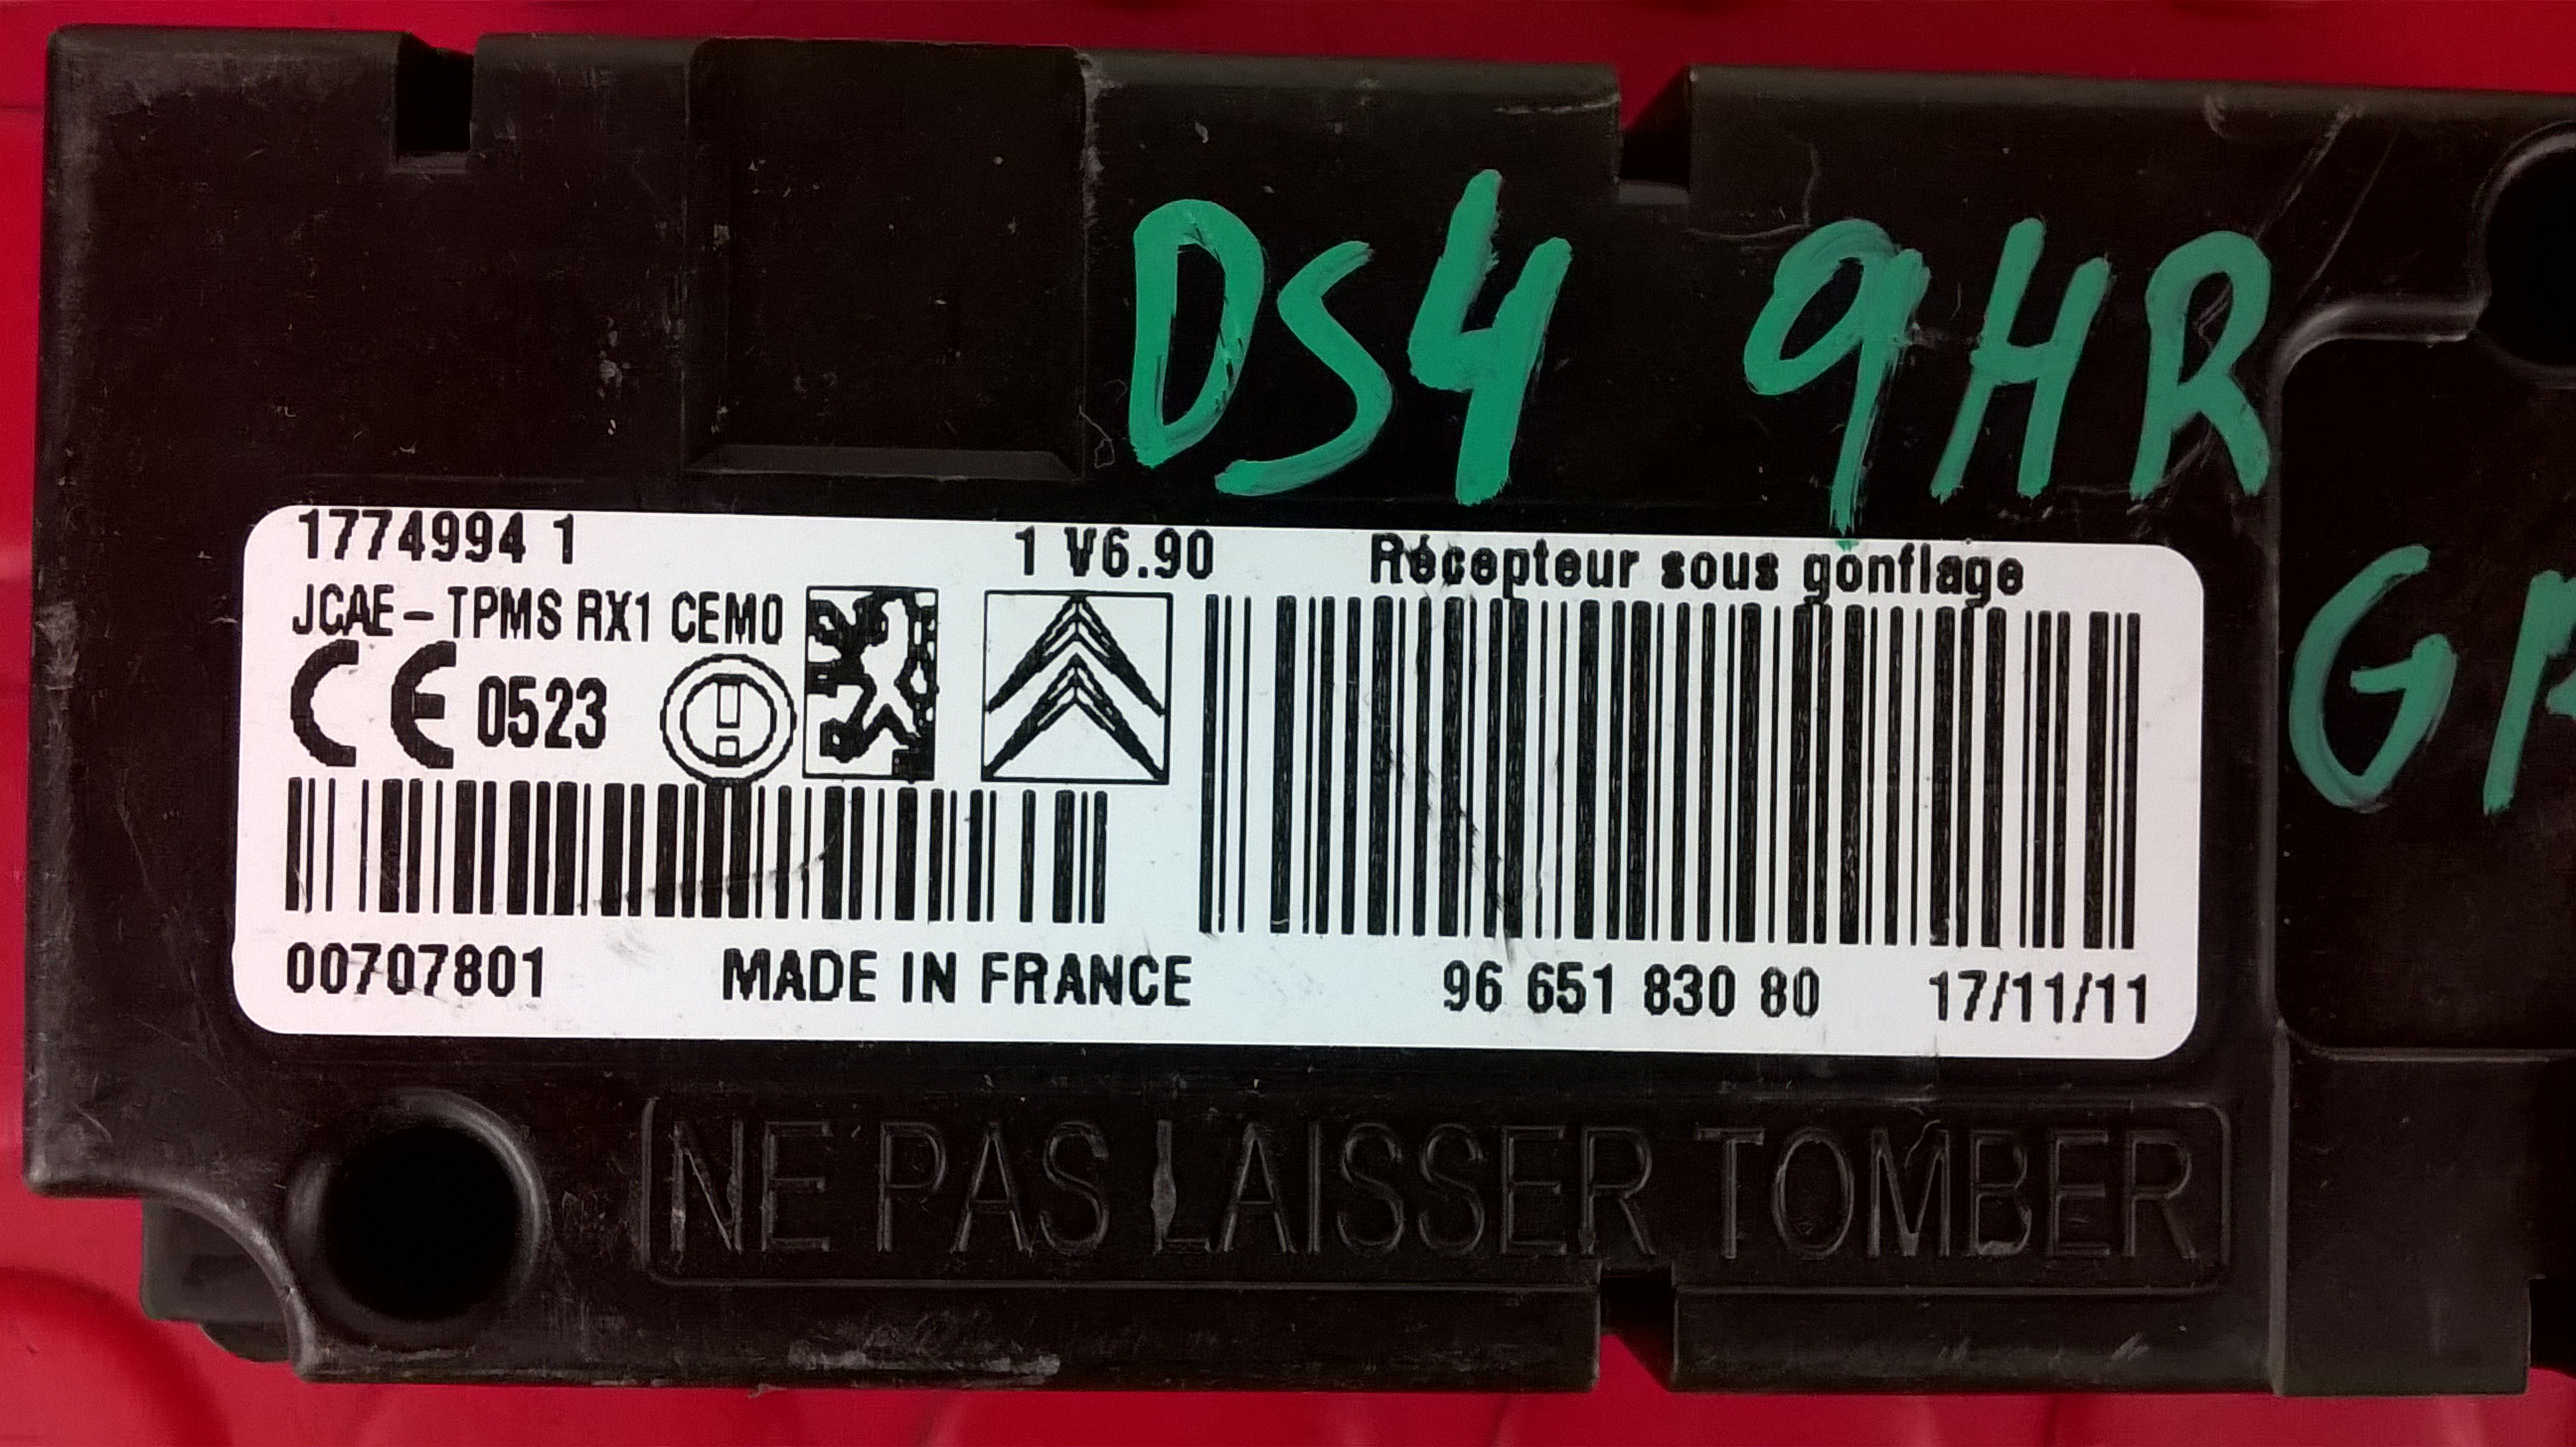 DS4 9HR
1774994 1 1 V6.90 Récepteur sous gonflage
JCAE - TPMS RX1 CEM0
CE 0523
00707801 MADE IN FRANCE 96 651 830 80 17/11/11
NE PAS LAISSER TOMBER